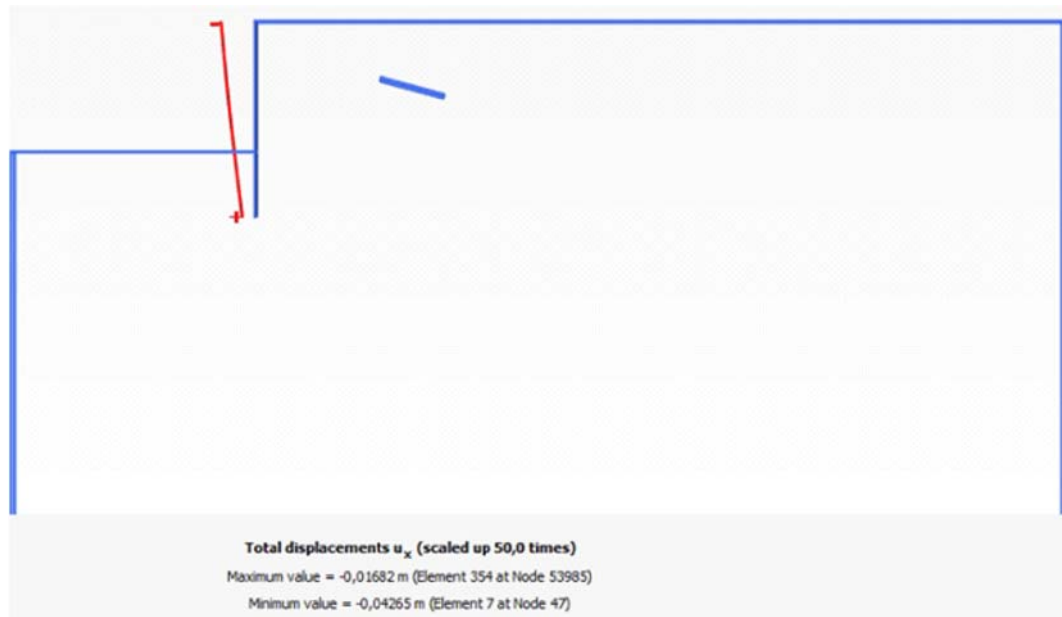 Total displacements uₓ (scaled up 50,0 times)
Maximum value = -0,01682 m (Element 354 at Node 53985)
Minimum value = -0,04265 m (Element 7 at Node 47)